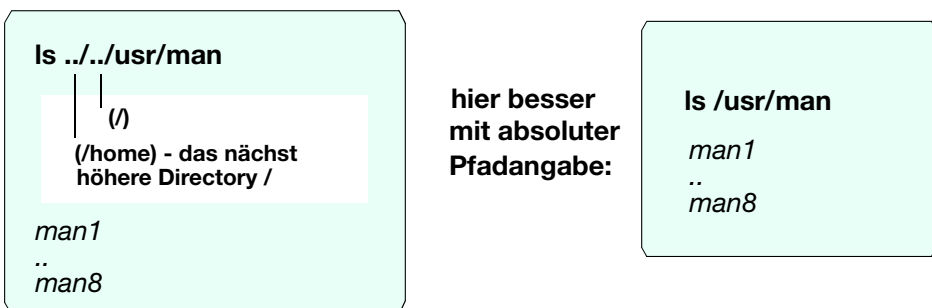 ls ../../usr/man
(/)
(/home) - das nächst
höhere Directory /
man1
..
man8
hier besser
mit absoluter
Pfadangabe:
ls /usr/man
man1
..
man8